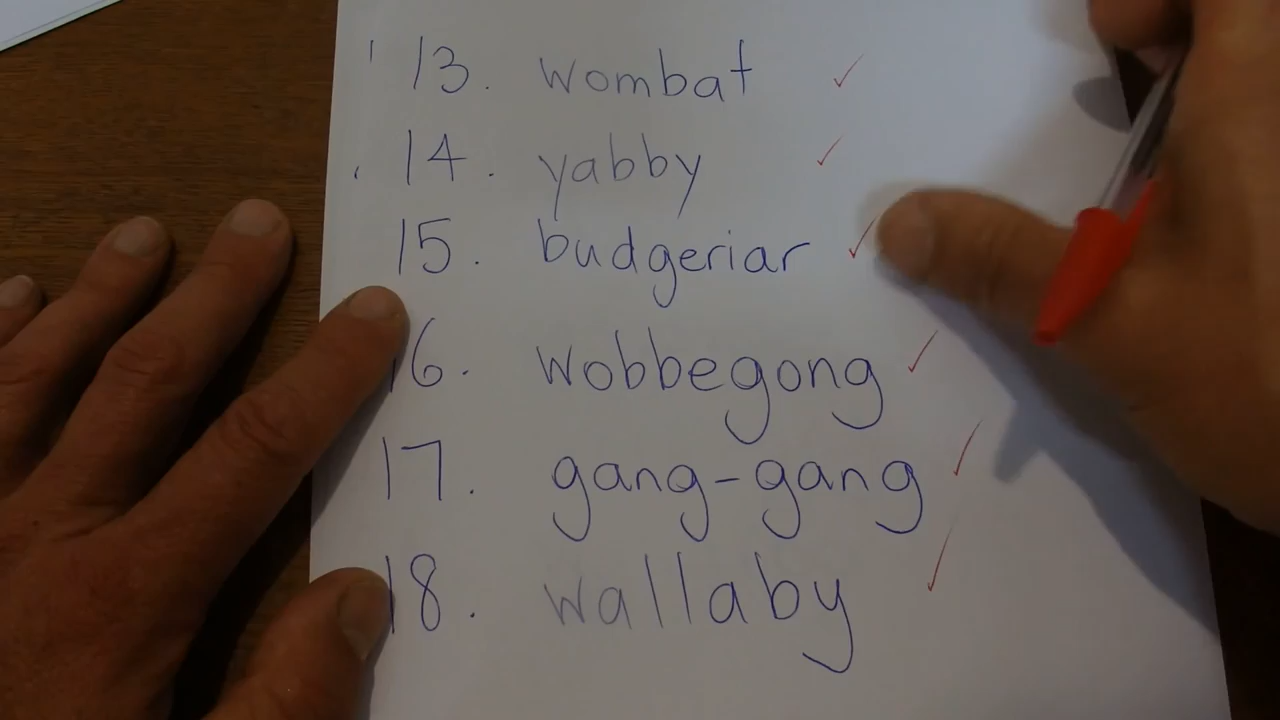 13. wombat ✓
14. yabby ✓
15. budgeriar ✓
16. wobbegong ✓
17. gang-gang ✓
18. wallaby ✓